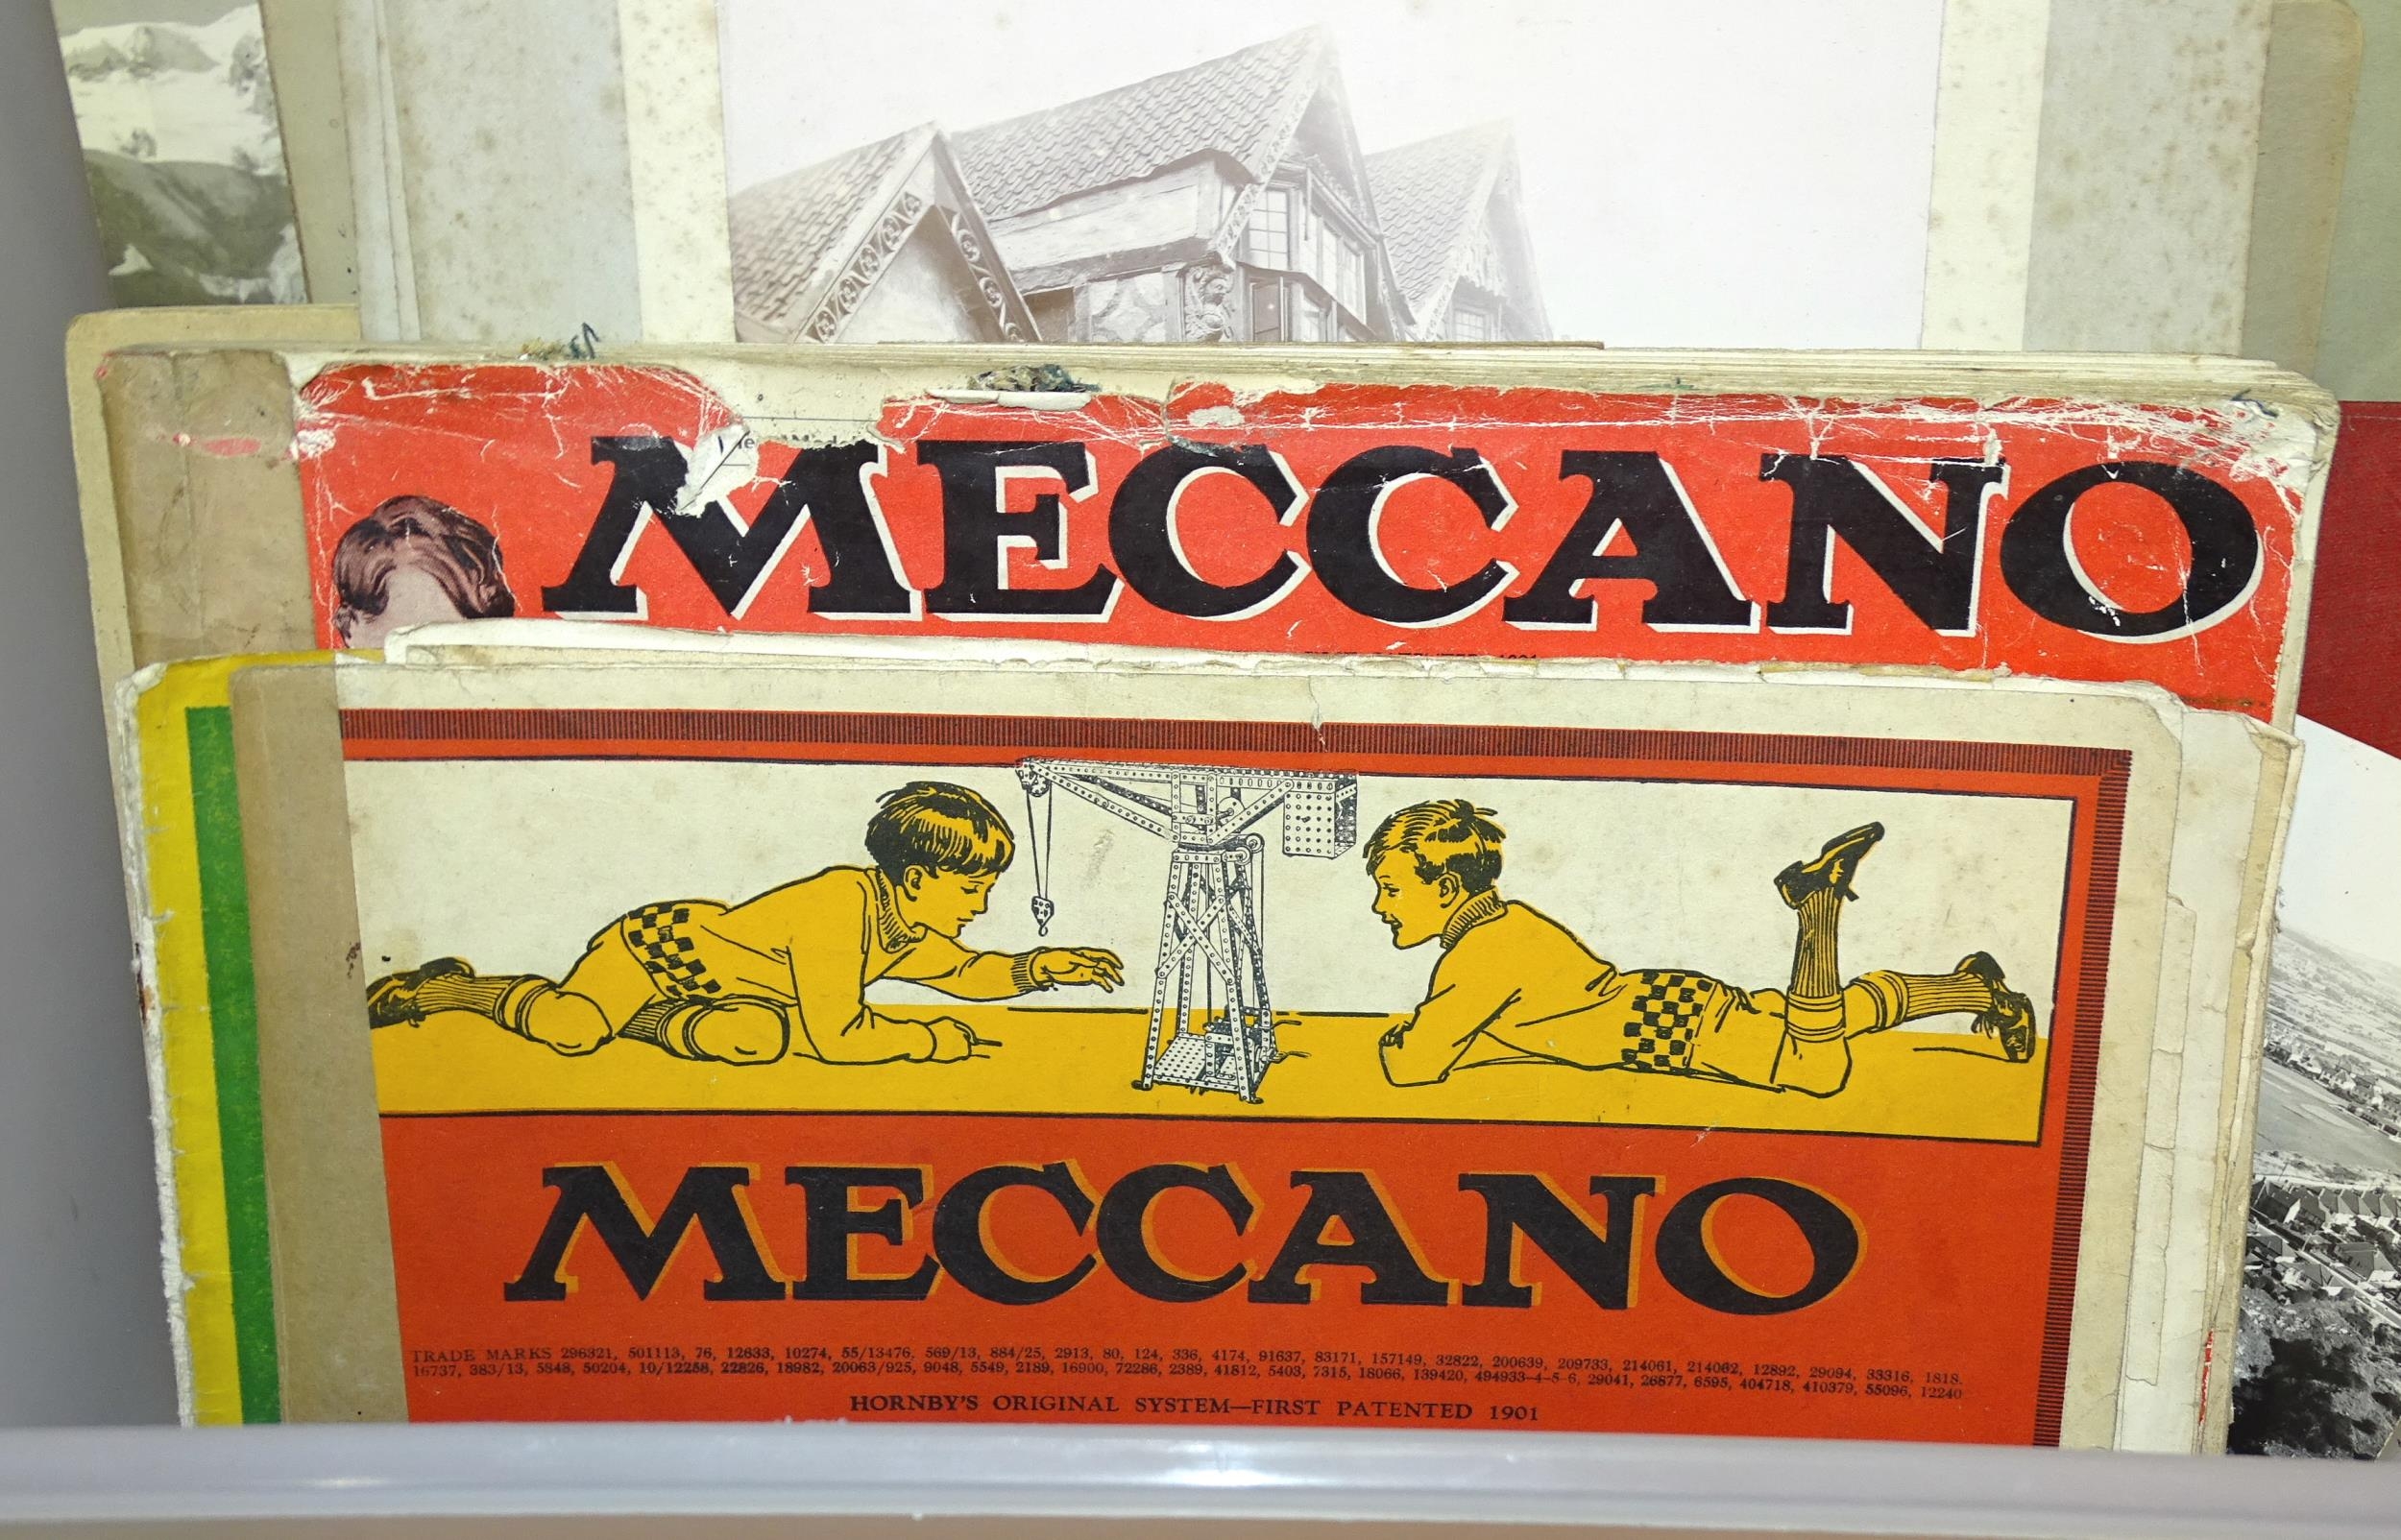 MECCANO
MECCANO
TRADE MARKS 296321, 501113, 76, 12633, 10274, 55/13476, 569/13, 884/25, 2913, 80, 124, 336, 4174, 91637, 83171, 157149, 32822, 200639, 209733, 214061, 214062, 12892, 29094, 33316, 1818.
16737, 383/13, 5548, 50204, 10/12258, 22826, 18982, 20063/925, 9048, 5549, 2189, 16900, 72286, 2389, 41812, 5403, 7315, 18066, 139420, 494933-4-5-6, 29041, 26877, 6595, 404718, 410379, 55096, 12240
HORNBY'S ORIGINAL SYSTEM—FIRST PATENTED 1901